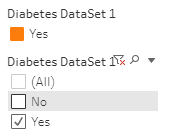 Diabetes DataSet 1
Yes
Diabetes DataSet 1
(All)
No
Yes